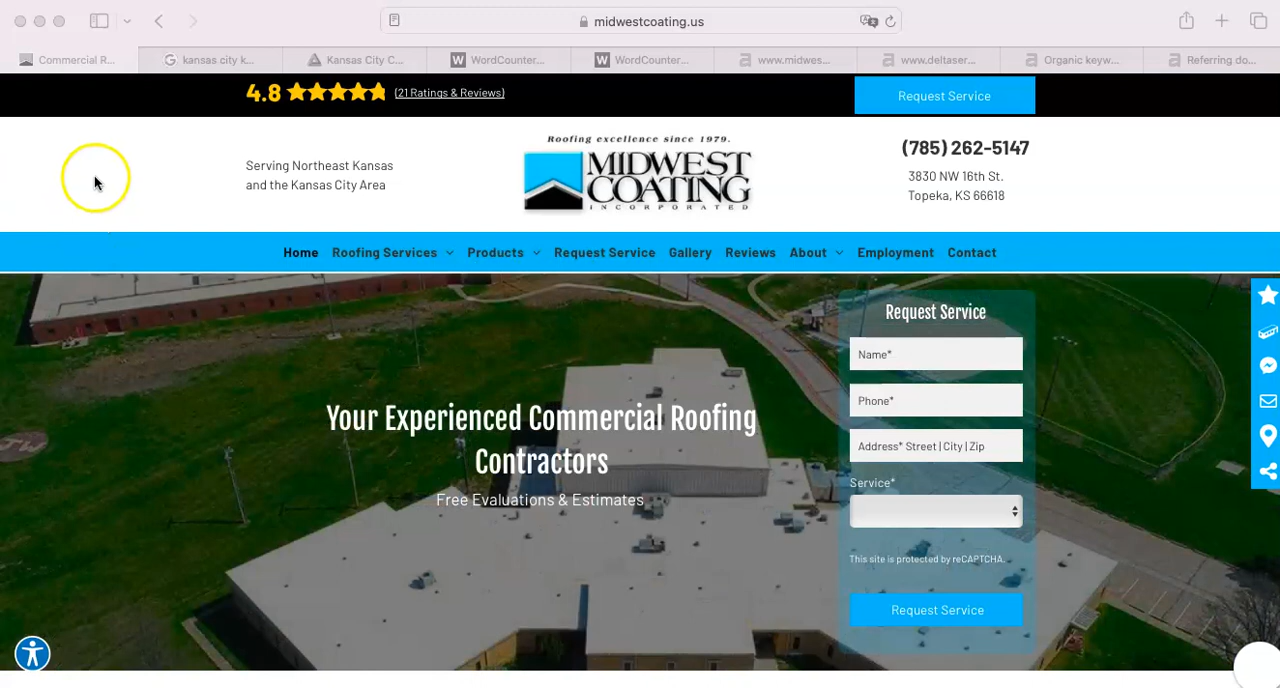 midwestcoating.us
Commercial R...
kansas city k...
Kansas City C...
WordCounter...
WordCounter...
www.midwes...
www.deltaser...
Organic keyw...
Referring do...
4.8
(21 Ratings & Reviews)
Request Service
Serving Northeast Kansas
and the Kansas City Area
Roofing excellence since 1979.
MIDWEST
COATING
INCORPORATED
(785) 262-5147
3830 NW 16th St.
Topeka, KS 66618
Home Roofing Services Products Request Service Gallery Reviews About Employment Contact
Your Experienced Commercial Roofing
Contractors
Free Evaluations & Estimates
Request Service
Name*
Phone*
Address* Street | City | Zip
Service*
This site is protected by reCAPTCHA.
Request Service